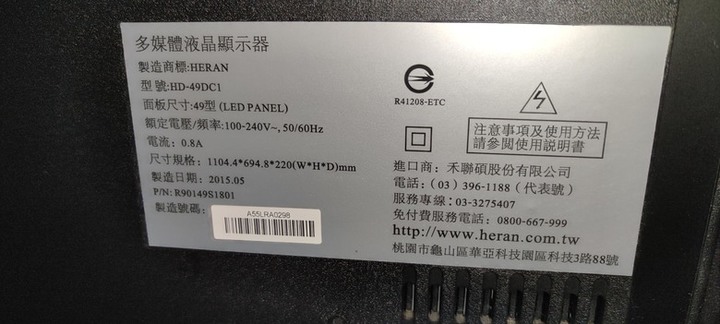 多媒體液晶顯示器
製造商標:HERAN
型號:HD-49DC1
面板尺寸:49型 (LED PANEL)
額定電壓/頻率:100-240V~, 50/60Hz
電流: 0.8A
尺寸規格: 1104.4*694.8*220(W*H*D)mm
製造日期: 2015.05
P/N: R90149S1801
製造號碼:
A55LRA0298
R41208-ETC
注意事項及使用方法
請參閱使用說明書
進口商: 禾聯碩股份有限公司
電話: (03) 396-1188 (代表號)
服務專線: 03-3275407
免付費服務電話: 0800-667-999
http://www.heran.com.tw
桃園市龜山區華亞科技園區科技3路88號